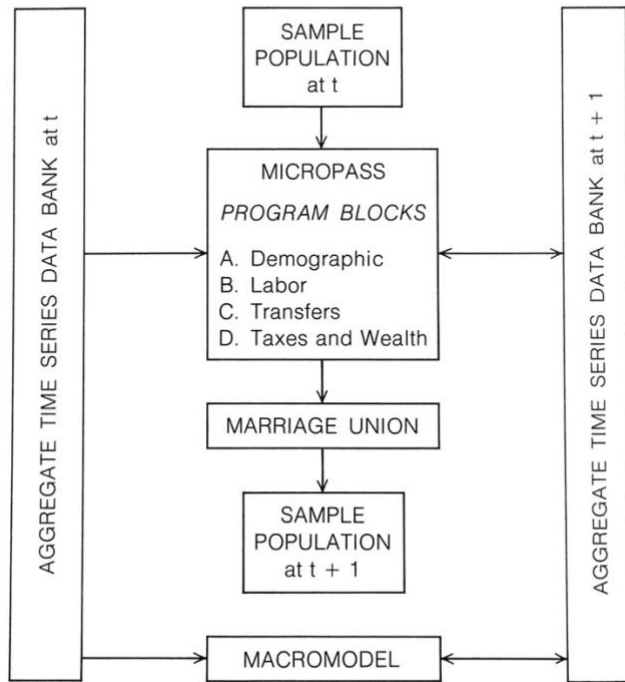 AGGREGATE TIME SERIES DATA BANK at t
SAMPLE
POPULATION
at t
MICROPASS
PROGRAM BLOCKS
A. Demographic
B. Labor
C. Transfers
D. Taxes and Wealth
MARRIAGE UNION
SAMPLE
POPULATION
at t + 1
MACROMODEL
AGGREGATE TIME SERIES DATA BANK at t + 1